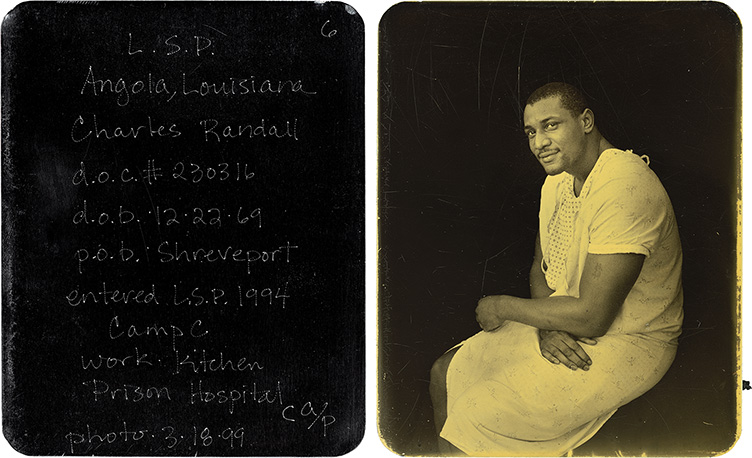 6
L.S.P.
Angola, Louisiana
Charles Randall
d.o.c.# 230316
d.o.b. 12·22·69
p.o.b. Shreveport
entered L.S.P. 1994
Camp C
work· Kitchen
Prison Hospital
c a/p
photo·3·18·99